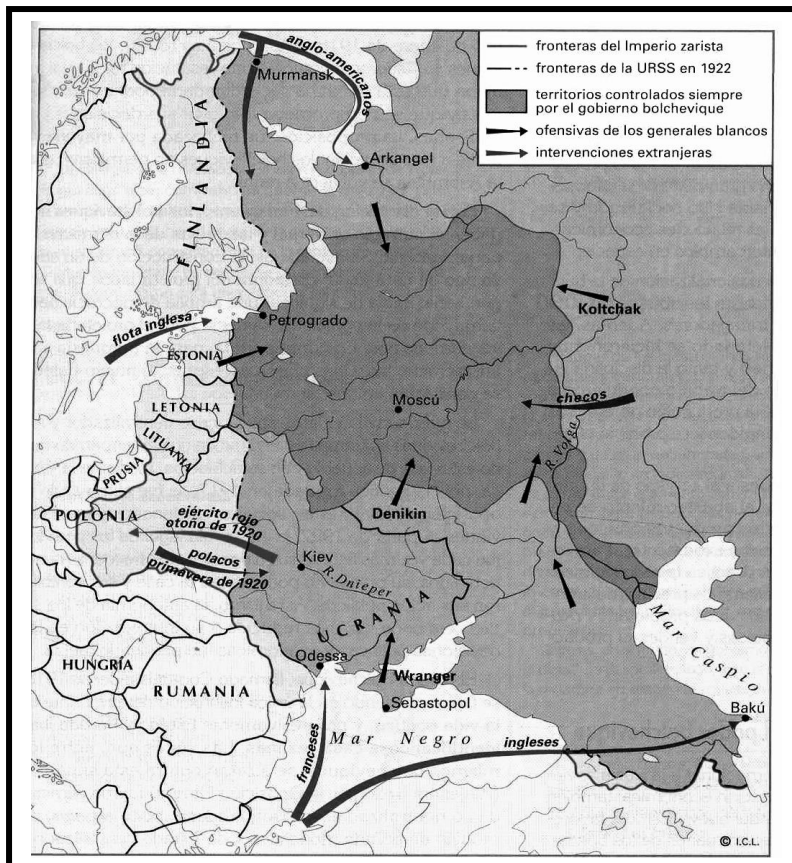 fronteras del Imperio zarista
fronteras de la URSS en 1922
territorios controlados siempre
por el gobierno bolchevique
ofensivas de los generales blancos
intervenciones extranjeras
anglo-americanos
Murmansk
Arkangel
FINLANDIA
Koltchak
flota inglesa
Petrogrado
ESTONIA
Moscú
checos
LETONIA
R. Volga
LITUANIA
PRUSIA
Denikin
POLONIA
ejército rojo
otoño de 1920
polacos
primavera de 1920
Kiev
R. Dnieper
UCRANIA
Mar Caspio
HUNGRÍA
Odessa
RUMANIA
Wranger
Sebastopol
Bakú
Mar Negro
ingleses
franceses
© I.C.L.